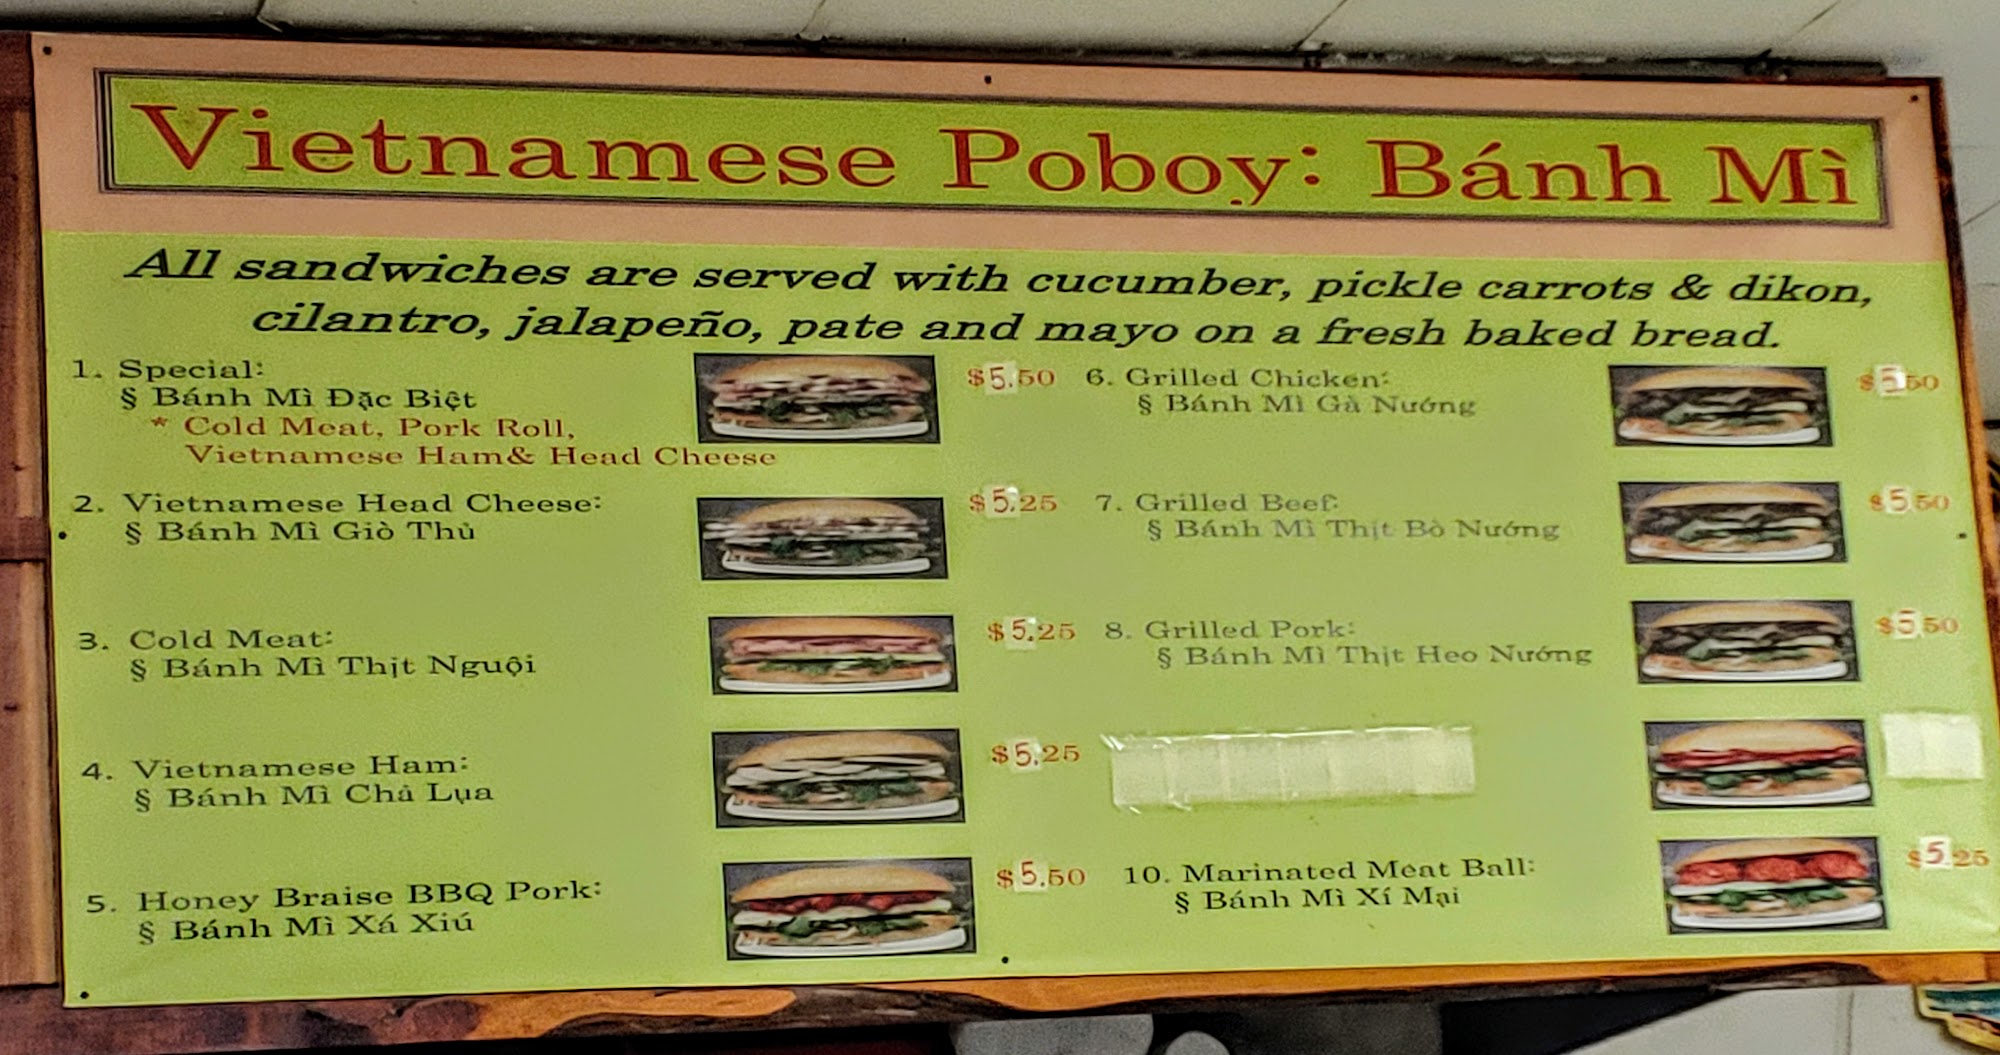 Vietnamese Poboy: Bánh Mì
All sandwiches are served with cucumber, pickle carrots & dikon,
cilantro, jalapeño, pate and mayo on a fresh baked bread.
1. Special: $5.50
§ Bánh Mì Đặc Biệt
* Cold Meat, Pork Roll,
Vietnamese Ham& Head Cheese
2. Vietnamese Head Cheese: $5.25
§ Bánh Mì Giò Thủ
3. Cold Meat: $5.25
§ Bánh Mì Thịt Nguội
4. Vietnamese Ham: $5.25
§ Bánh Mì Chả Lụa
5. Honey Braise BBQ Pork: $5.50
§ Bánh Mì Xá Xiú
6. Grilled Chicken: $5.50
§ Bánh Mì Gà Nướng
7. Grilled Beef: $5.50
§ Bánh Mì Thịt Bò Nướng
8. Grilled Pork: $5.50
§ Bánh Mì Thịt Heo Nướng
10. Marinated Meat Ball: $5.25
§ Bánh Mì Xí Mại